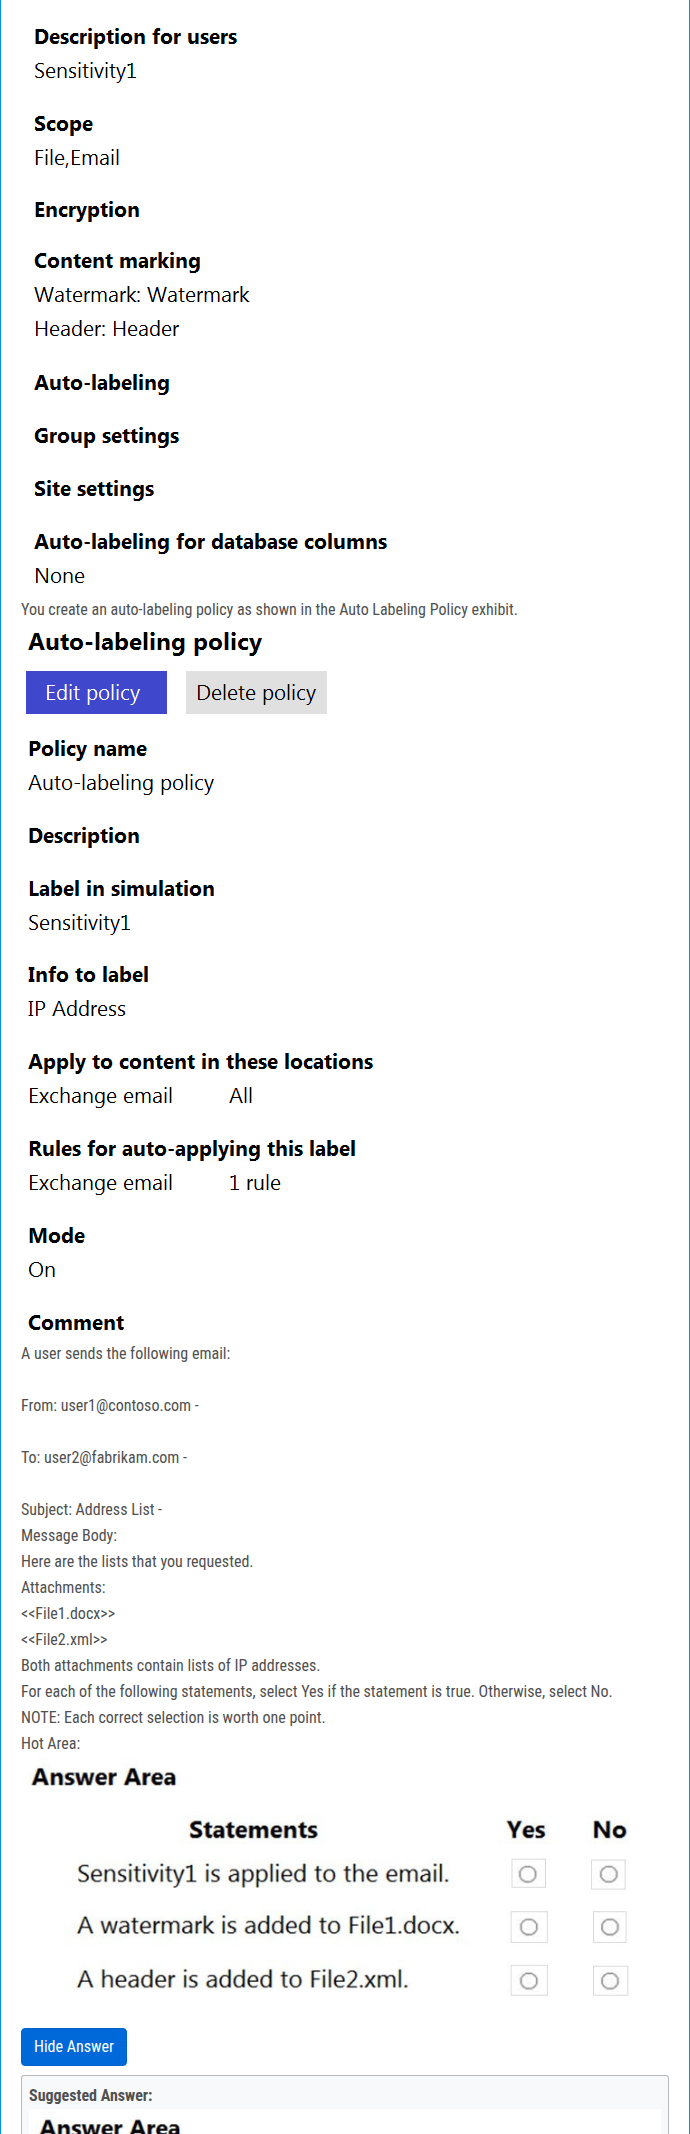 Description for users
Sensitivity1
Scope
File,Email
Encryption
Content marking
Watermark: Watermark
Header: Header
Auto-labeling
Group settings
Site settings
Auto-labeling for database columns
None
You create an auto-labeling policy as shown in the Auto Labeling Policy exhibit.
Auto-labeling policy
Edit policy Delete policy
Policy name
Auto-labeling policy
Description
Label in simulation
Sensitivity1
Info to label
IP Address
Apply to content in these locations
Exchange email All
Rules for auto-applying this label
Exchange email 1 rule
Mode
On
Comment
A user sends the following email:
From: user1@contoso.com -
To: user2@fabrikam.com -
Subject: Address List -
Message Body:
Here are the lists that you requested.
Attachments:
<<File1.docx>>
<<File2.xml>>
Both attachments contain lists of IP addresses.
For each of the following statements, select Yes if the statement is true. Otherwise, select No.
NOTE: Each correct selection is worth one point.
Hot Area:
Answer Area
Statements Yes No
Sensitivity1 is applied to the email.
A watermark is added to File1.docx.
A header is added to File2.xml.
Hide Answer
Suggested Answer:
Answer Area